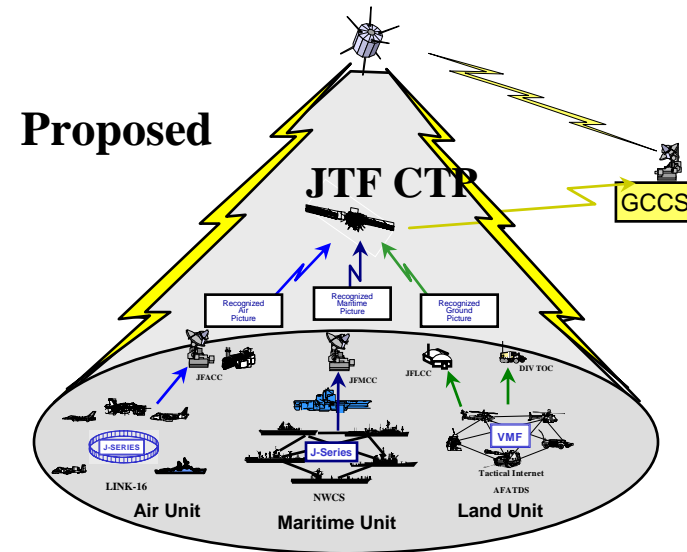 Proposed
JTF CTP
GCCS
Recognized
Air
Picture
Recognized
Maritime
Picture
Recognized
Ground
Picture
JFACC
JFMCC
JFLCC
DIV TOC
J-SERIES
J-Series
VMF
Tactical Internet
LINK-16
NWCS
AFATDS
Air Unit
Maritime Unit
Land Unit